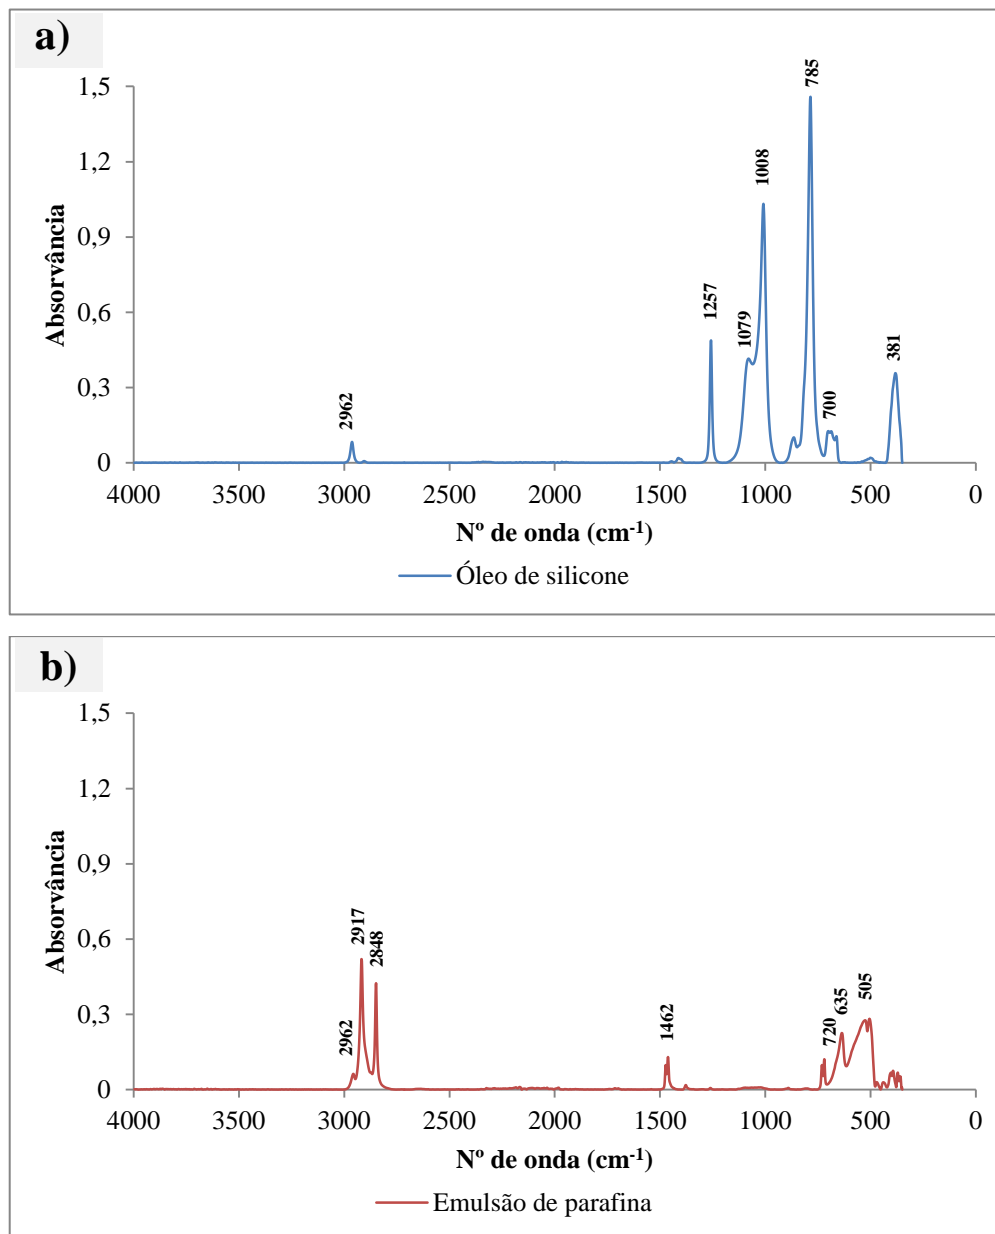 a)
785
1,5
1,2
1008
0,9
Absorvância
0,6
1257
1079
381
0,3
2962
700
0
4000 3500 3000 2500 2000 1500 1000 500 0
Nº de onda (cm-1)
Óleo de silicone
b)
1,5
1,2
0,9
Absorvância
0,6
2917
2848
505
635
0,3
1462
720
2962
0
4000 3500 3000 2500 2000 1500 1000 500 0
Nº de onda (cm-1)
Emulsão de parafina